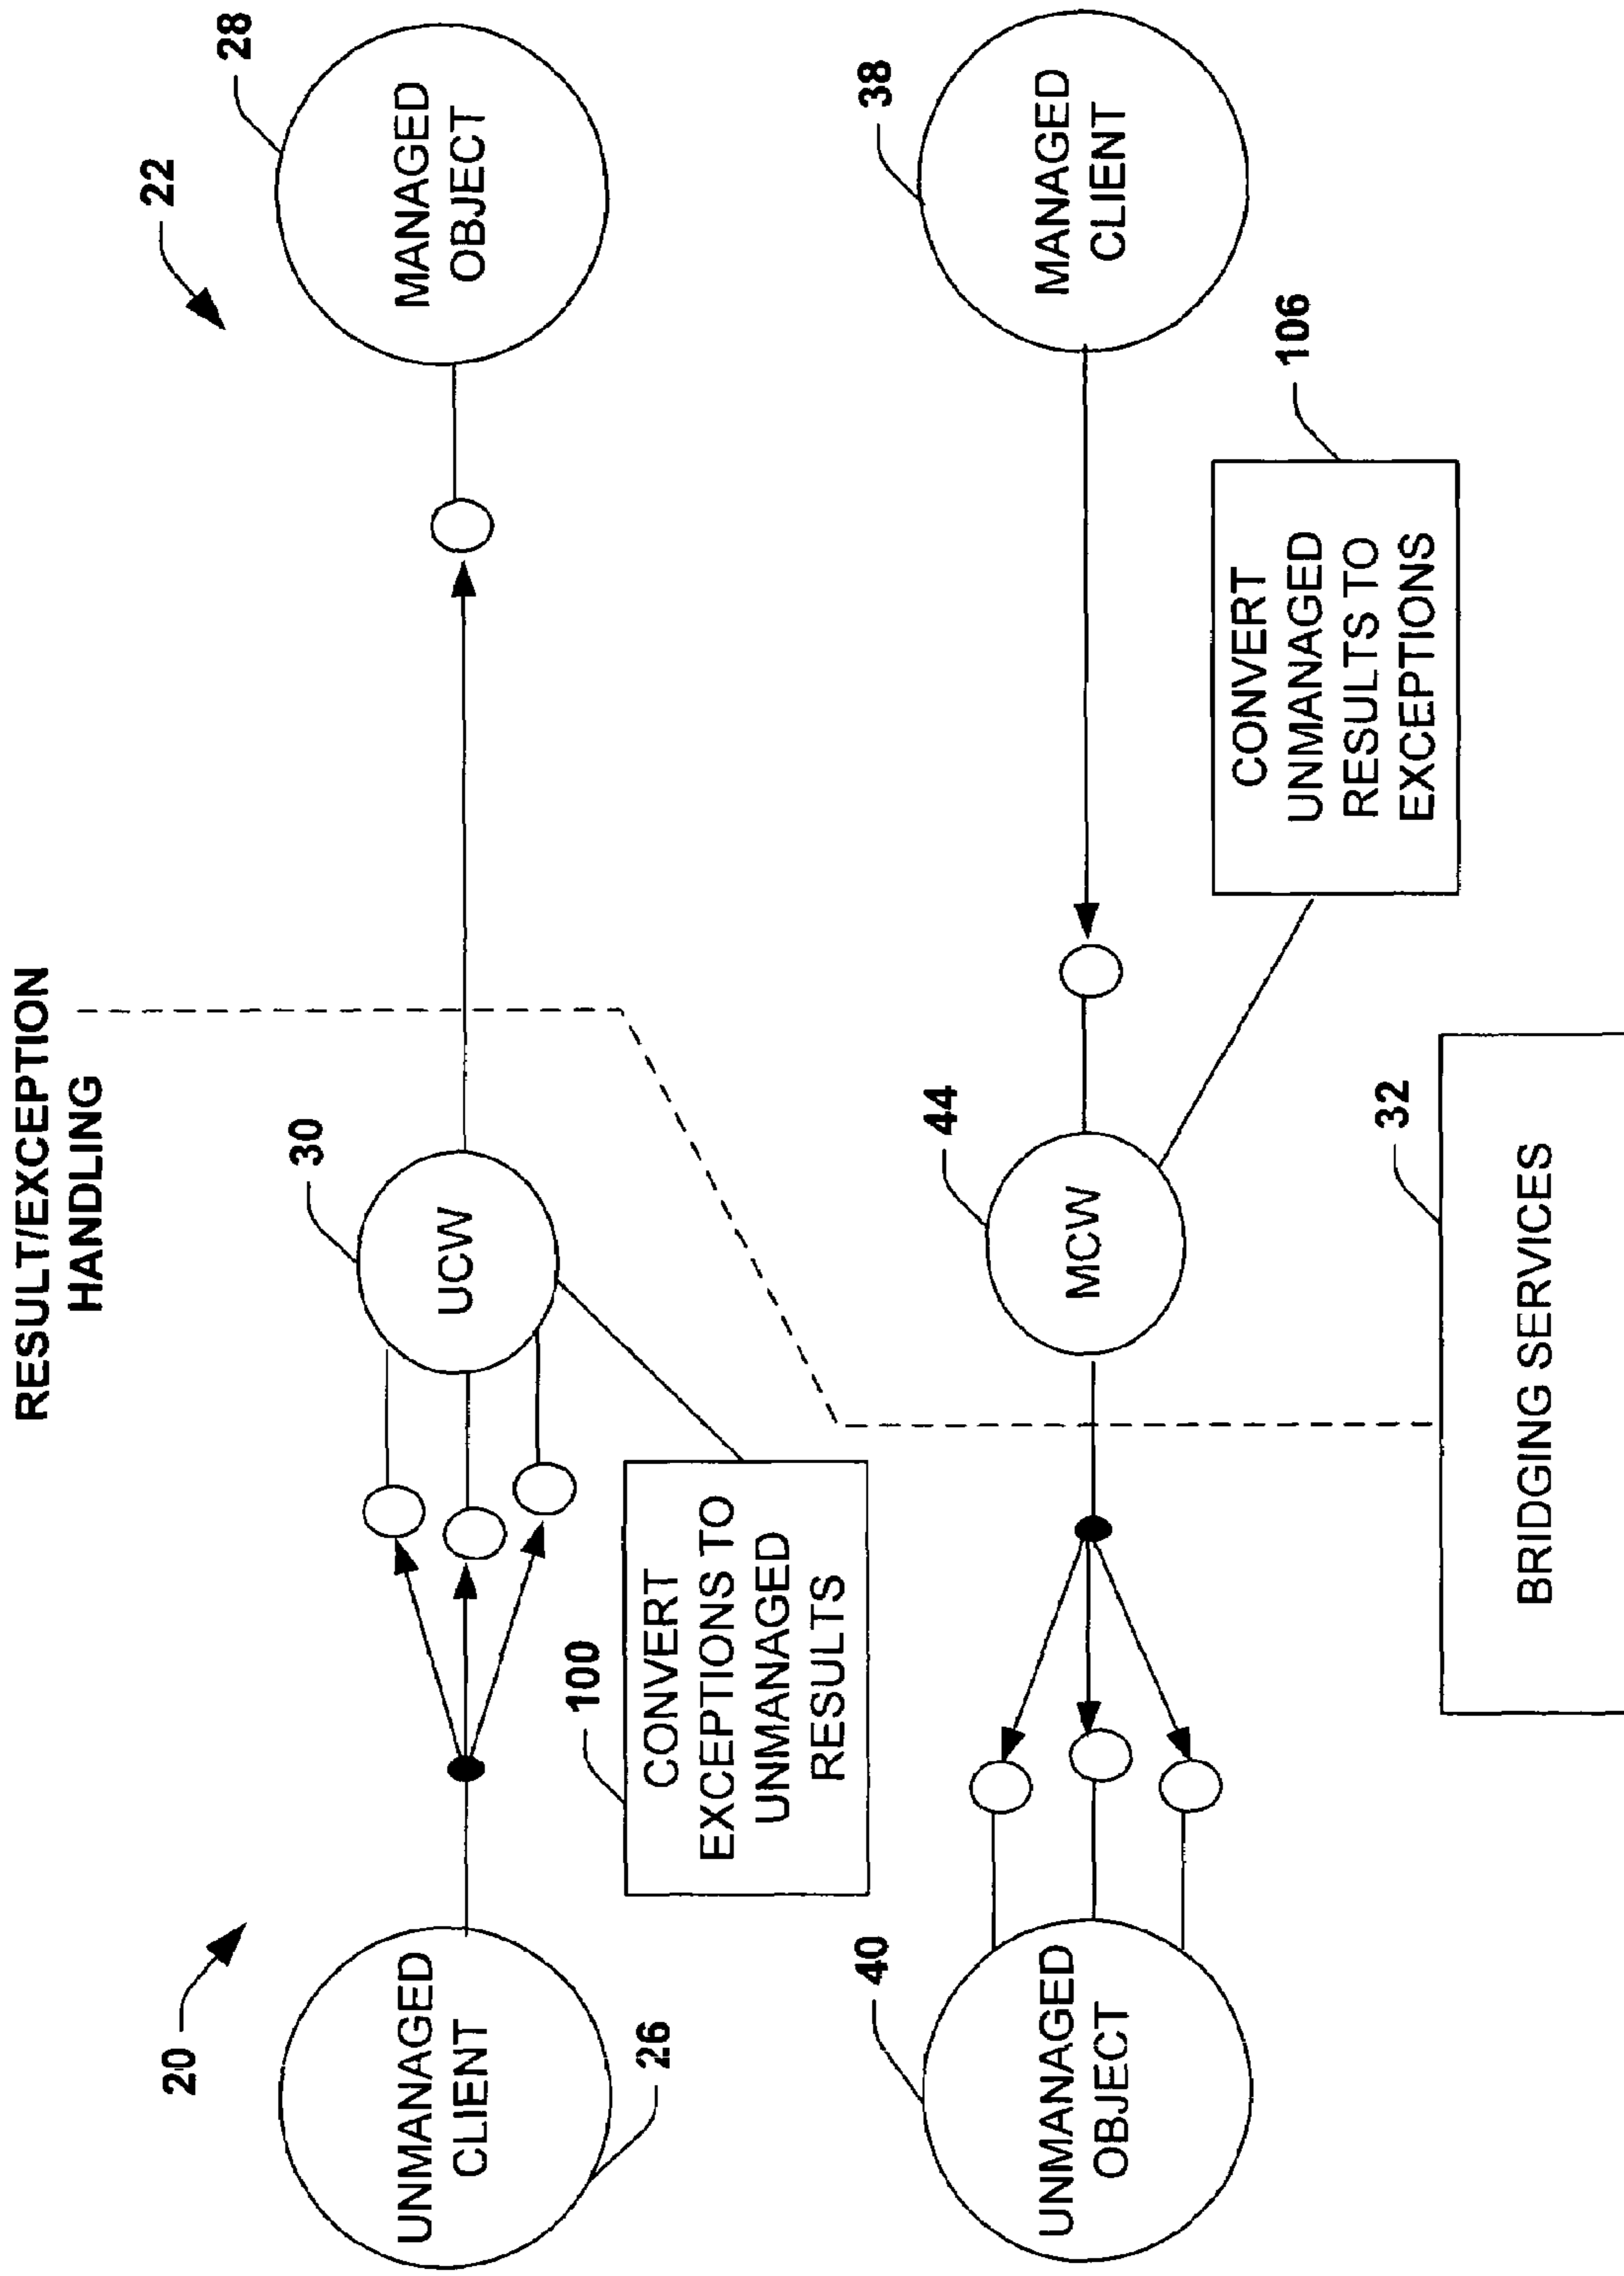 RESULT/EXCEPTION
HANDLING
20
22
UNMANAGED
CLIENT
26
30
UCW
28
MANAGED
OBJECT
100
CONVERT
EXCEPTIONS TO
UNMANAGED
RESULTS
40
UNMANAGED
OBJECT
44
MCW
38
MANAGED
CLIENT
106
CONVERT
UNMANAGED
RESULTS TO
EXCEPTIONS
32
BRIDGING SERVICES